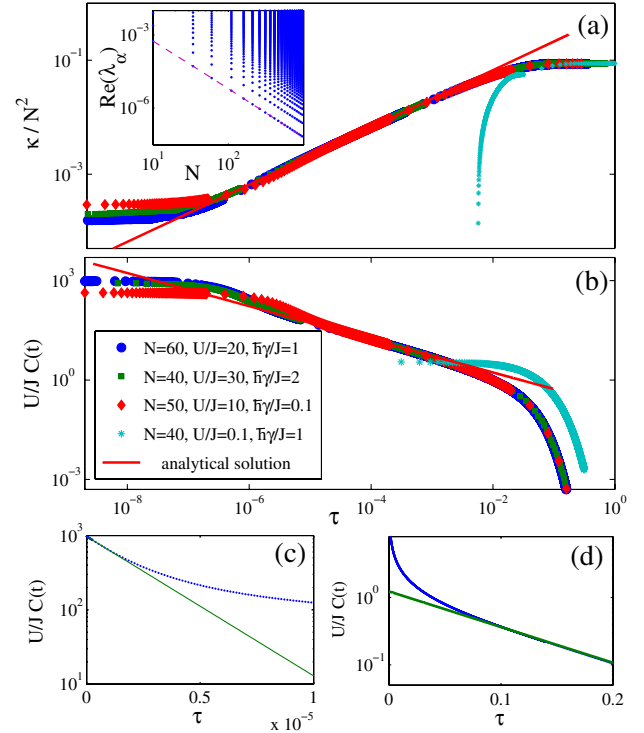 (a)
κ / N²
10⁻¹
10⁻³
Re(λα)
10⁻³
10⁻⁶
10
10²
N
(b)
U/J C(t)
10³
10⁰
10⁻³
N=60, U/J=20, ħγ/J=1
N=40, U/J=30, ħγ/J=2
N=50, U/J=10, ħγ/J=0.1
N=40, U/J=0.1, ħγ/J=1
analytical solution
10⁻⁸
10⁻⁶
10⁻⁴
10⁻²
10⁰
τ
(c)
U/J C(t)
10³
10²
10¹
0
0.5
1
τ
x 10⁻⁵
(d)
U/J C(t)
10⁰
10⁻¹
0
0.1
0.2
τ